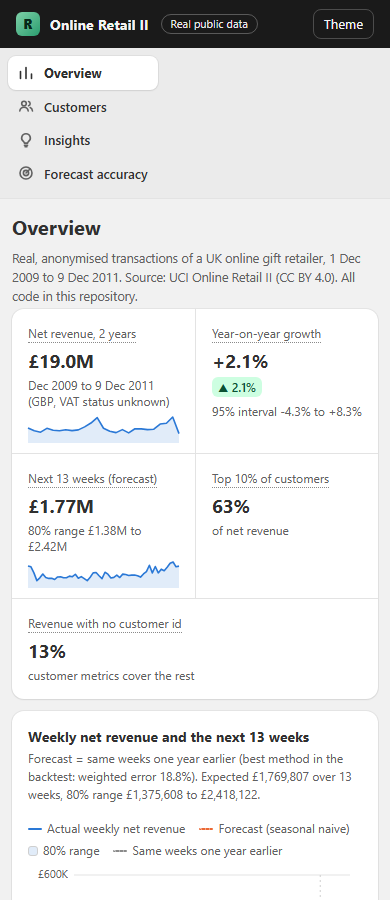 R Online Retail II Real public data Theme
Overview
Customers
Insights
Forecast accuracy
Overview
Real, anonymised transactions of a UK online gift retailer, 1 Dec
2009 to 9 Dec 2011. Source: UCI Online Retail II (CC BY 4.0). All
code in this repository.
Net revenue, 2 years
£19.0M
Dec 2009 to 9 Dec 2011
(GBP, VAT status unknown)
Year-on-year growth
+2.1%
▲ 2.1%
95% interval -4.3% to +8.3%
Next 13 weeks (forecast)
£1.77M
80% range £1.38M to
£2.42M
Top 10% of customers
63%
of net revenue
Revenue with no customer id
13%
customer metrics cover the rest
Weekly net revenue and the next 13 weeks
Forecast = same weeks one year earlier (best method in the
backtest: weighted error 18.8%). Expected £1,769,807 over 13
weeks, 80% range £1,375,608 to £2,418,122.
Actual weekly net revenue Forecast (seasonal naive)
80% range Same weeks one year earlier
£600K